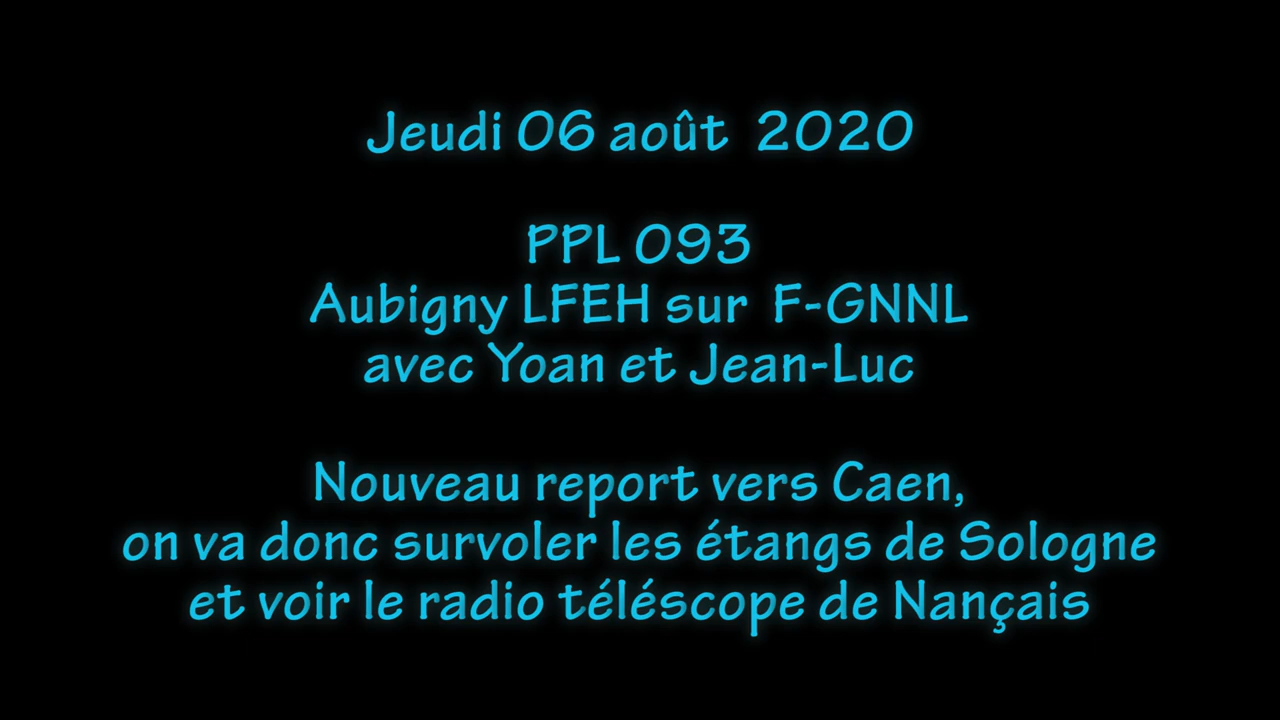 Jeudi 06 août 2020
PPL 093
Aubigny LFEH sur F-GNNL
avec Yoan et Jean-Luc
Nouveau report vers Caen,
on va donc survoler les étangs de Sologne
et voir le radio téléscope de Nançais